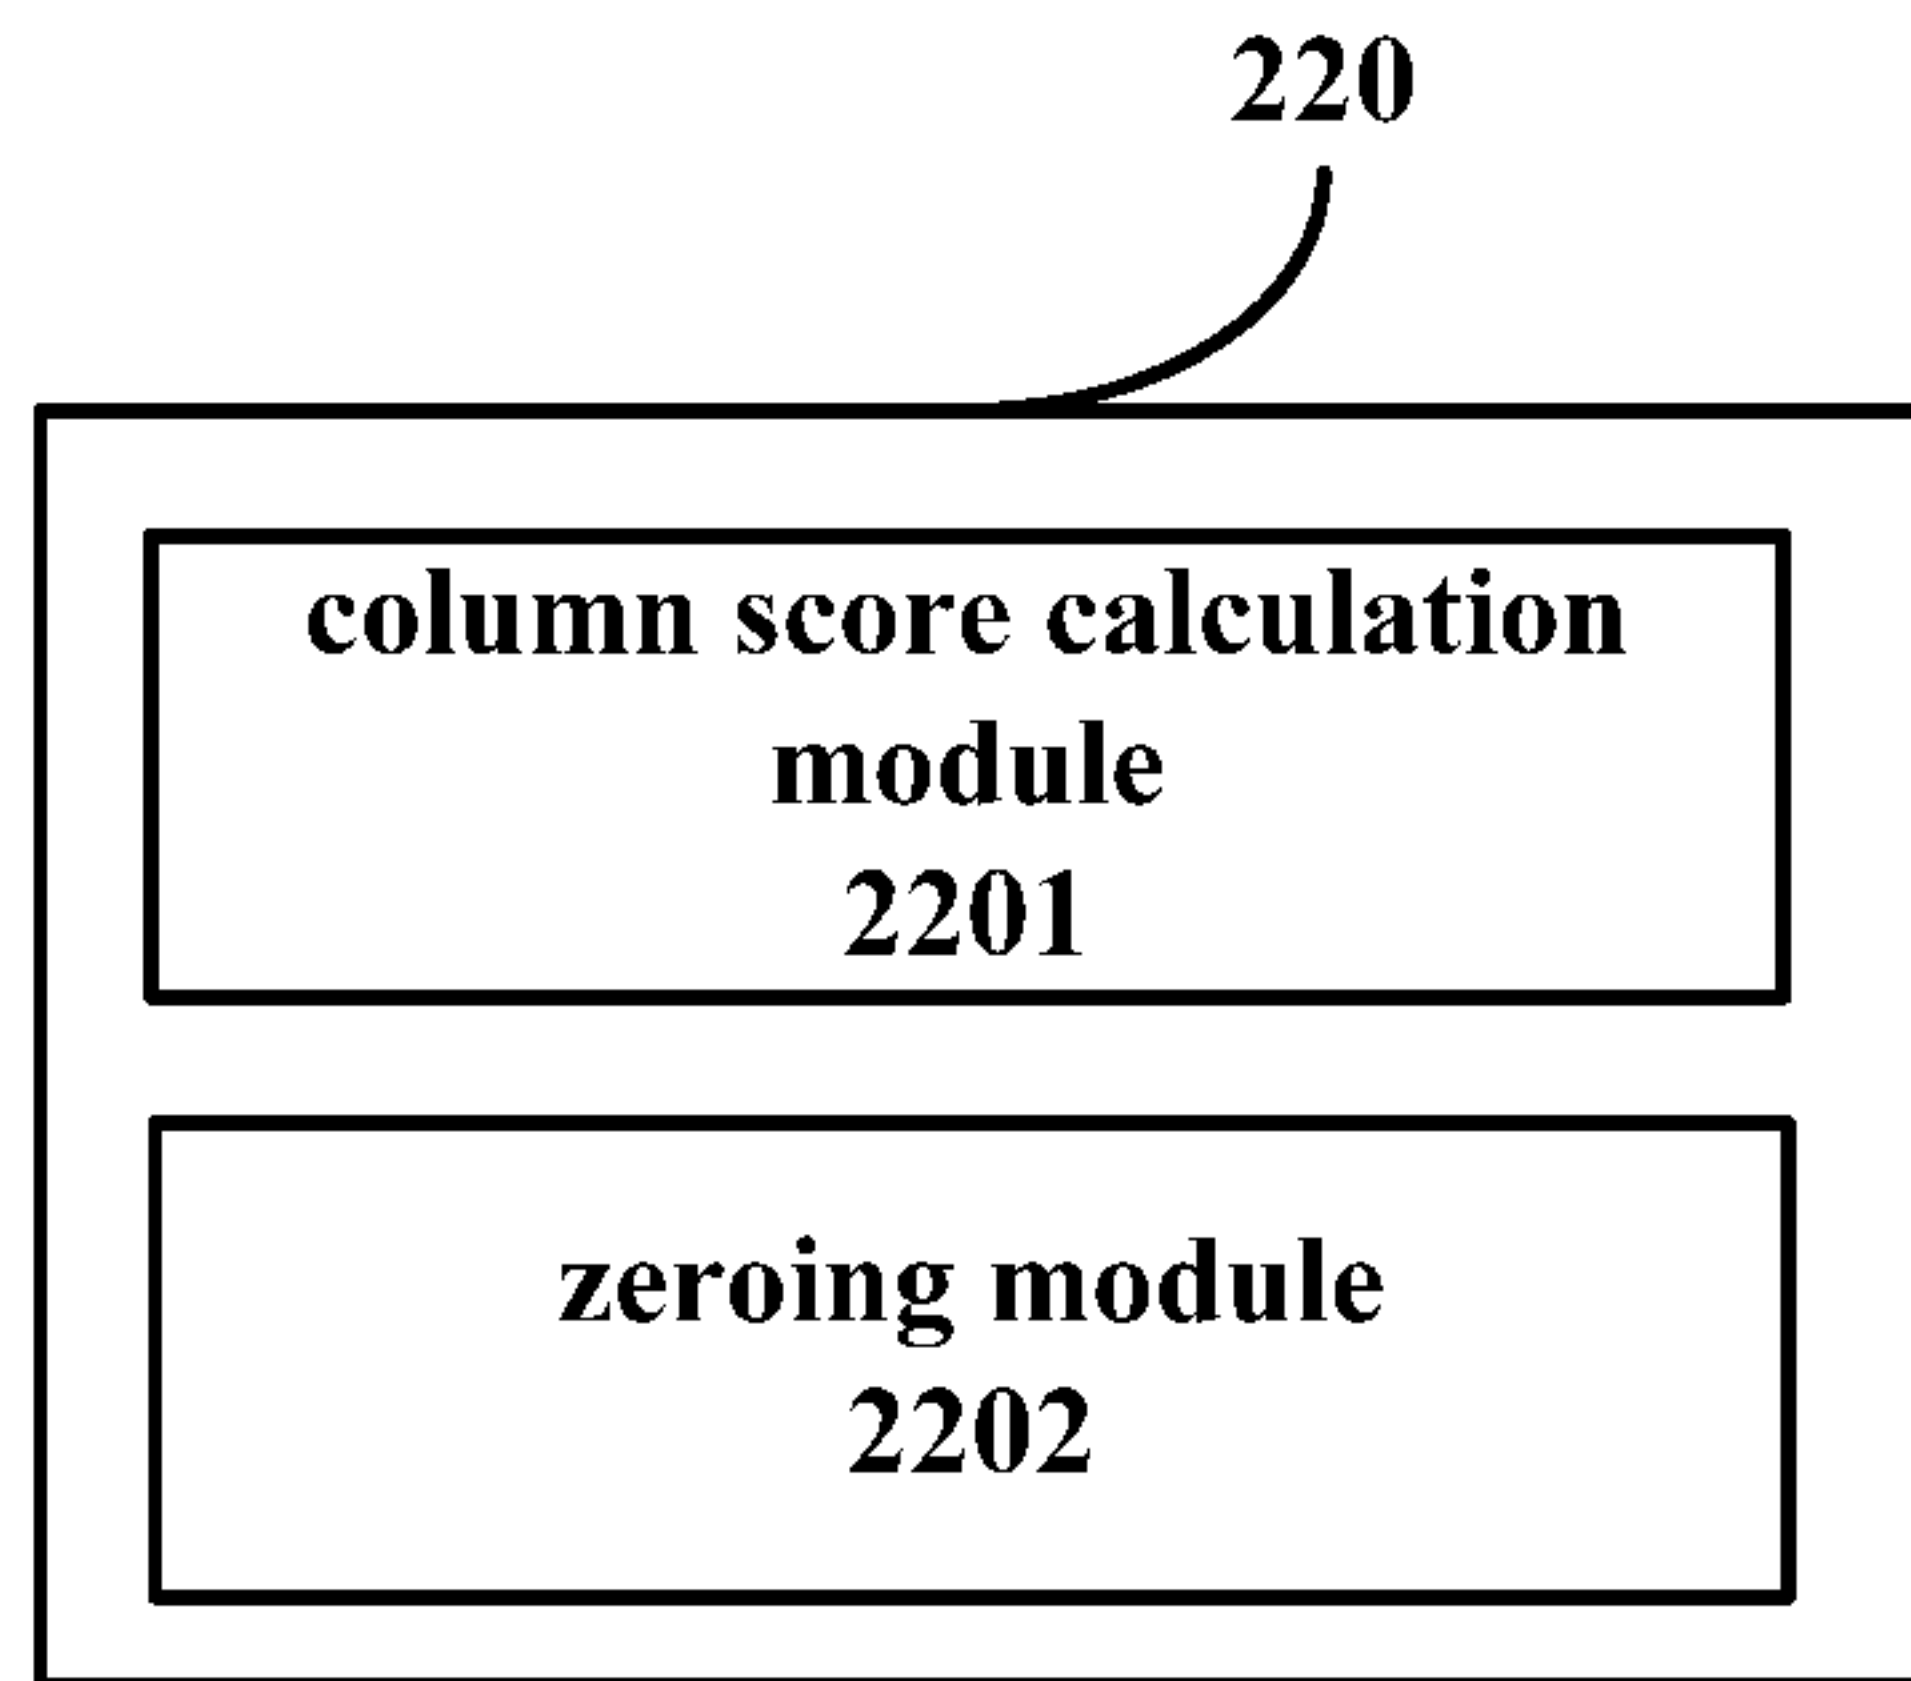 220
column score calculation
module
2201
zeroing module
2202